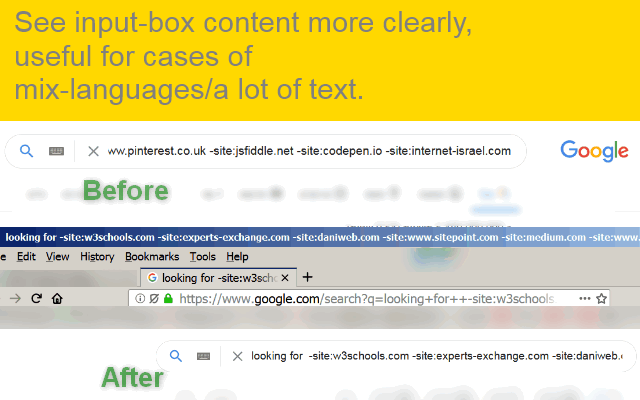 See input-box content more clearly,
useful for cases of
mix-languages/a lot of text.
ww.pinterest.co.uk -site:jsfiddle.net -site:codepen.io -site:internet-israel.com
Google
Before
looking for -site:w3schools.com -site:experts-exchange.com -site:daniweb.com -site:www.sitepoint.com -site:medium.com -site:www
e Edit View History Bookmarks Tools Help
G looking for -site:w3scho
https://www.google.com/search?q=looking+for++-site:w3schools
looking for -site:w3schools.com -site:experts-exchange.com -site:daniweb.c
After